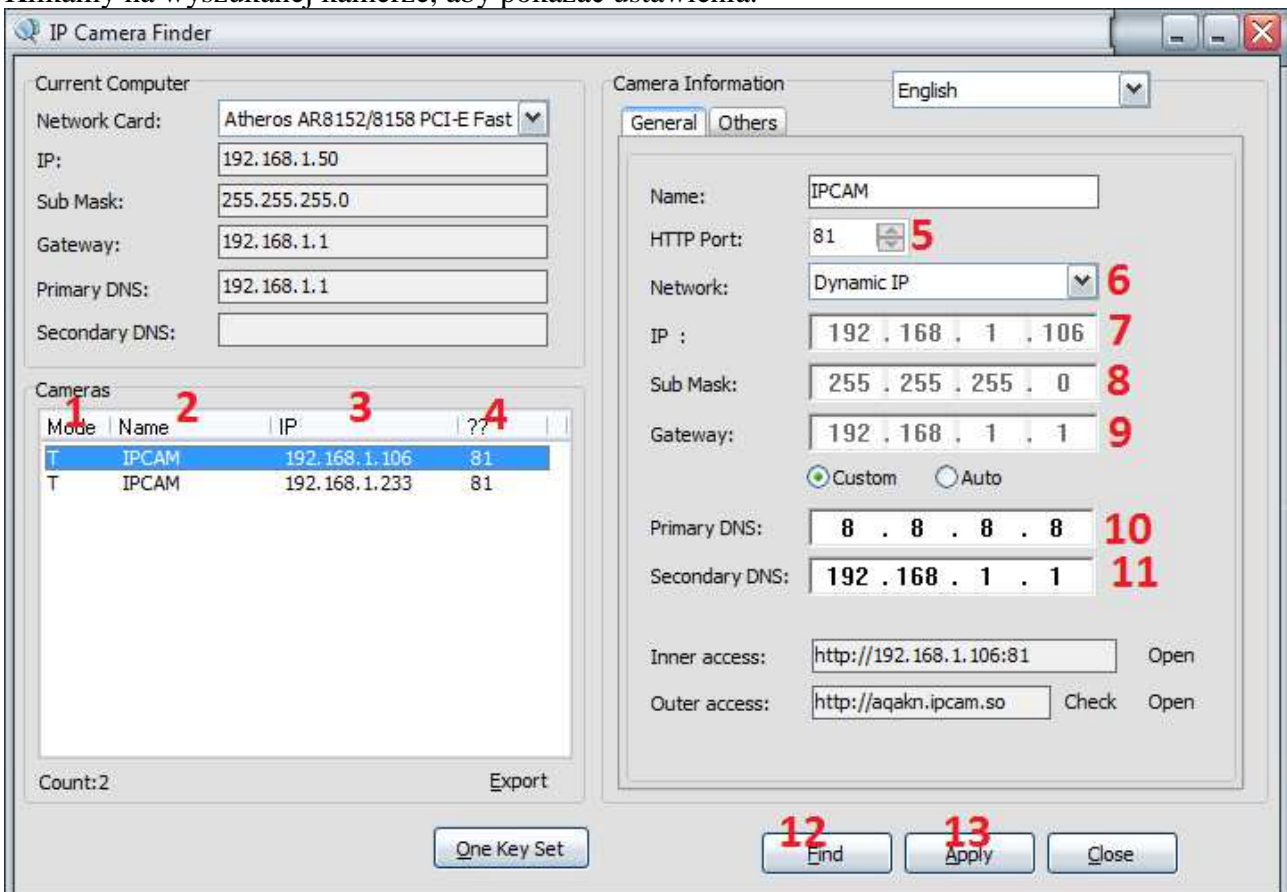 Klikamy na wyszukanej kamerze, aby pokazać ustawienia.
IP Camera Finder
Current Computer
Network Card: Atheros AR8152/8158 PCI-E Fast
IP: 192.168.1.50
Sub Mask: 255.255.255.0
Gateway: 192.168.1.1
Primary DNS: 192.168.1.1
Secondary DNS:
Cameras
1 2 3 4
Mode Name IP ??
T IPCAM 192.168.1.106 81
T IPCAM 192.168.1.233 81
Count:2 Export
One Key Set
Camera Information English
General Others
Name: IPCAM
HTTP Port: 81 5
Network: Dynamic IP 6
IP : 192 . 168 . 1 . 106 7
Sub Mask: 255 . 255 . 255 . 0 8
Gateway: 192 . 168 . 1 . 1 9
Custom Auto
Primary DNS: 8 . 8 . 8 . 8 10
Secondary DNS: 192 . 168 . 1 . 1 11
Inner access: http://192.168.1.106:81 Open
Outer access: http://aqakn.ipcam.so Check Open
12 13
Find Apply Close